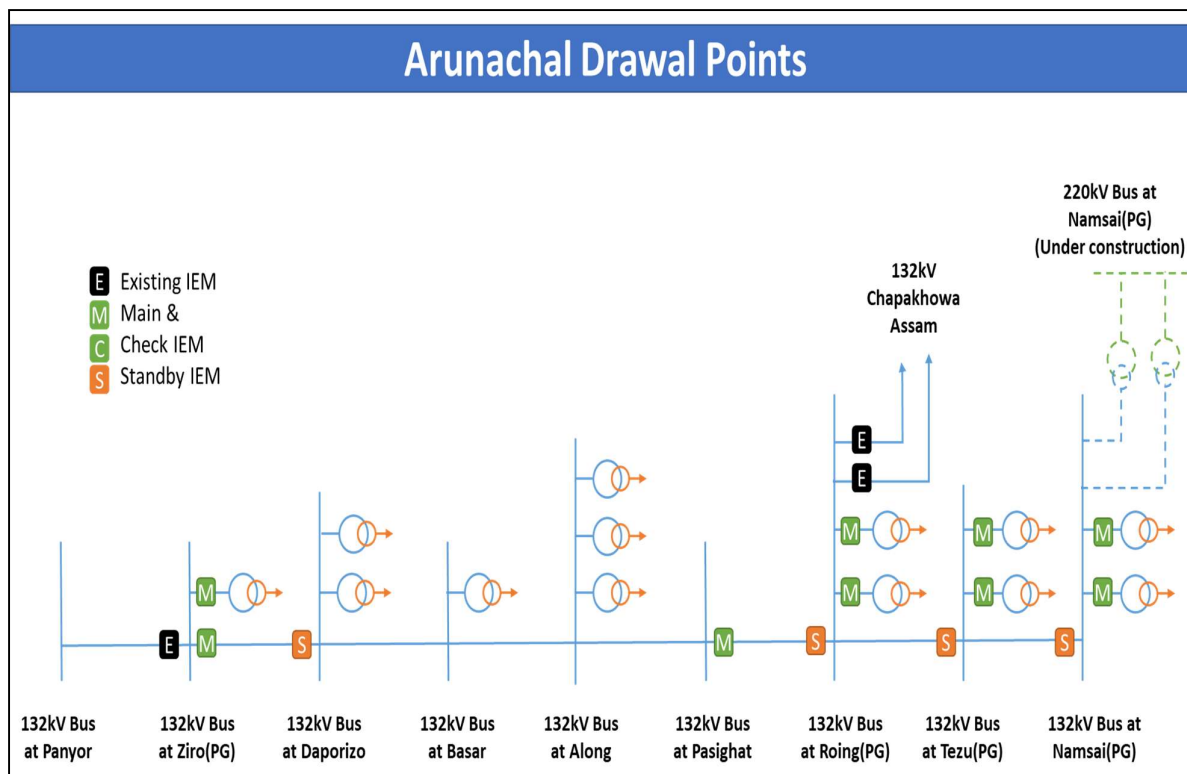 Arunachal Drawal Points
220kV Bus at
Namsai(PG)
(Under construction)
132kV
Chapakhowa
Assam
E Existing IEM
M Main &
C Check IEM
S Standby IEM
E
E
M
M
M
M
M
M
M
M
E
M
S
M
S
S
S
132kV Bus
at Panyor
132kV Bus
at Ziro(PG)
132kV Bus
at Daporizo
132kV Bus
at Basar
132kV Bus
at Along
132kV Bus
at Pasighat
132kV Bus
at Roing(PG)
132kV Bus
at Tezu(PG)
132kV Bus at
Namsai(PG)